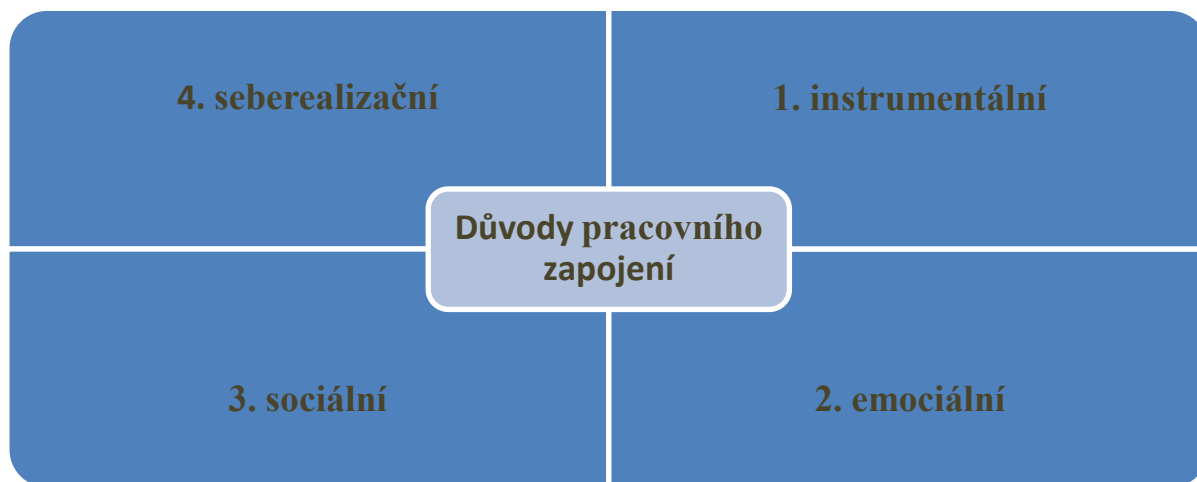 4. seberealizační
1. instrumentální
Důvody pracovního
zapojení
3. sociální
2. emociální